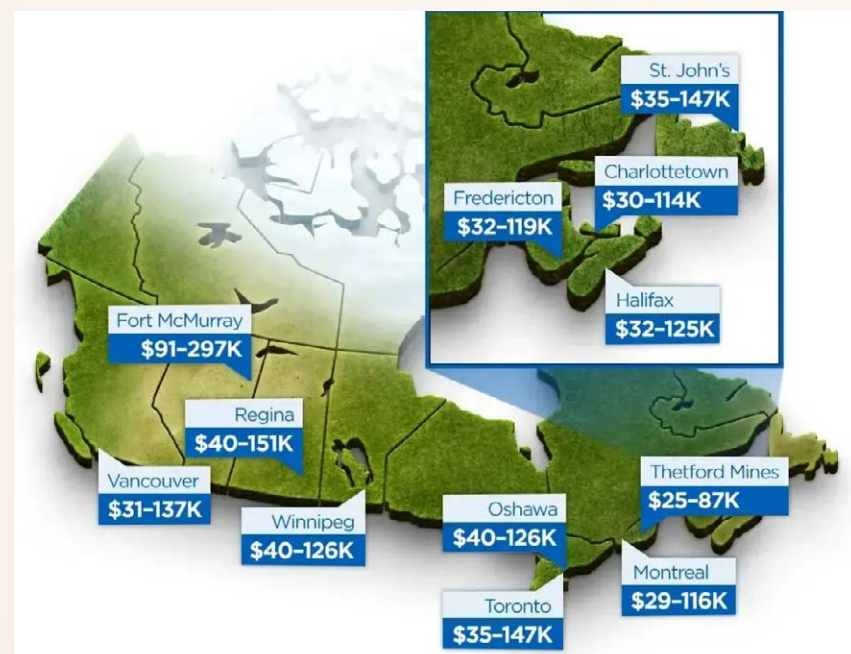 St. John's
$35–147K
Charlottetown
$30–114K
Fredericton
$32–119K
Halifax
$32–125K
Fort McMurray
$91–297K
Regina
$40–151K
Vancouver
$31–137K
Winnipeg
$40–126K
Oshawa
$40–126K
Thetford Mines
$25–87K
Montreal
$29–116K
Toronto
$35–147K